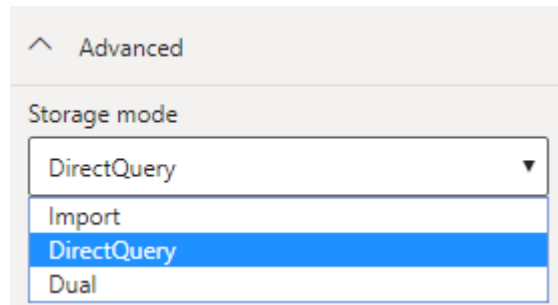 Advanced
Storage mode
DirectQuery
Import
DirectQuery
Dual